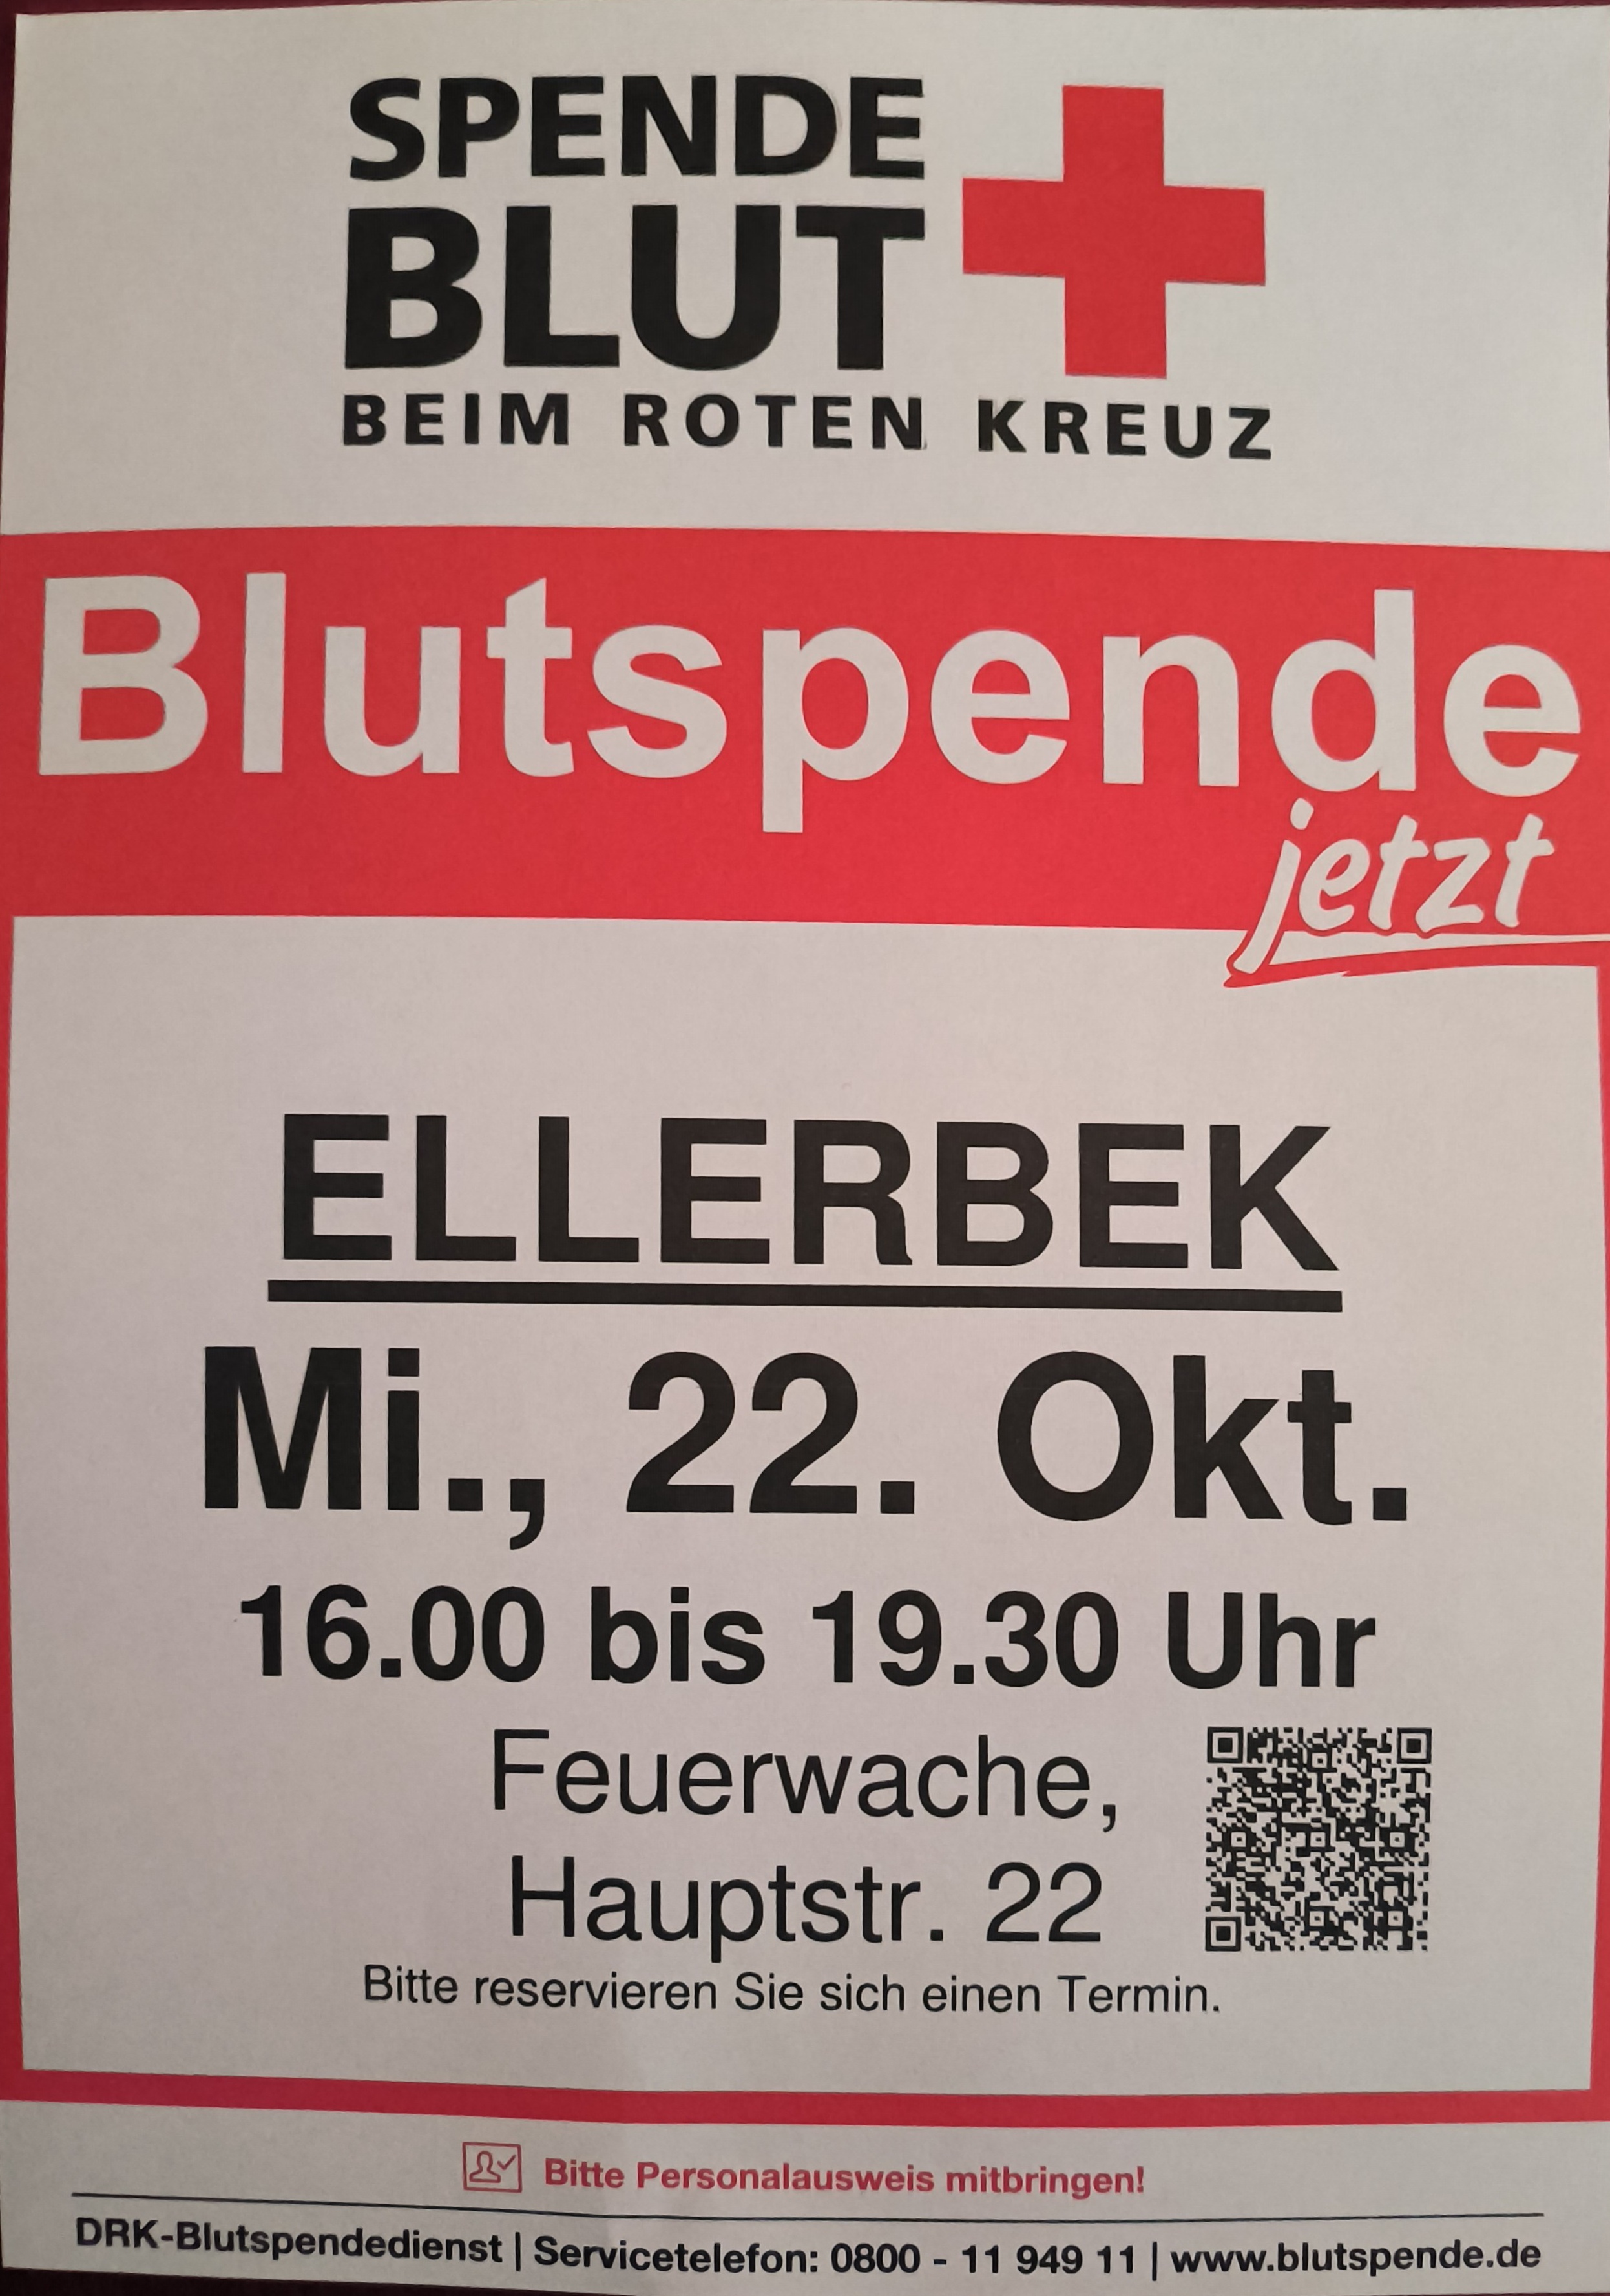 SPENDE
BLUT
BEIM ROTEN KREUZ
Blutspende
jetzt
ELLERBEK
Mi., 22. Okt.
16.00 bis 19.30 Uhr
Feuerwache,
Hauptstr. 22
Bitte reservieren Sie sich einen Termin.
Bitte Personalausweis mitbringen!
DRK-Blutspendedienst | Servicetelefon: 0800 - 11 949 11 | www.blutspende.de